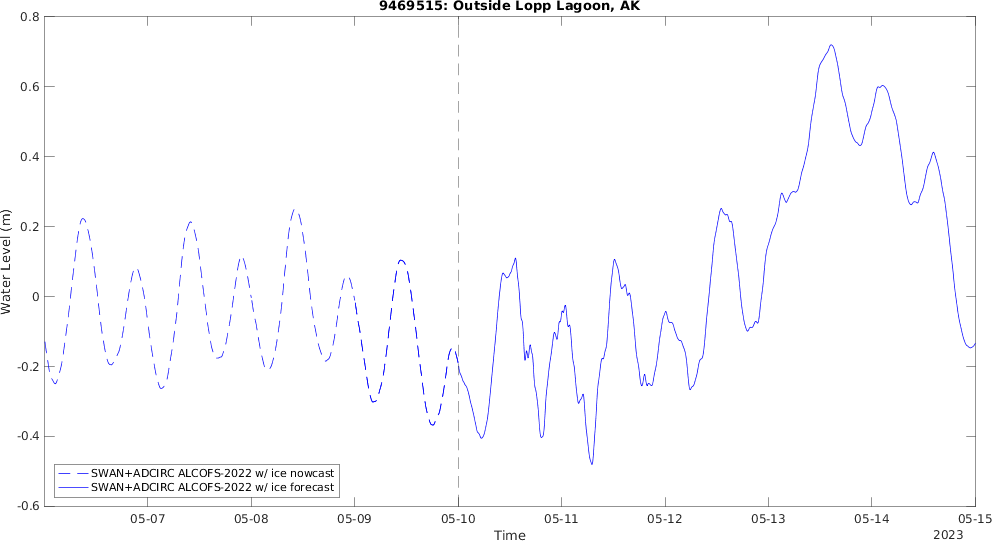 9469515: Outside Lopp Lagoon, AK
0.8
0.6
0.4
0.2
0
-0.2
-0.4
-0.6
Water Level (m)
SWAN+ADCIRC ALCOFS-2022 w/ ice nowcast
SWAN+ADCIRC ALCOFS-2022 w/ ice forecast
05-07 05-08 05-09 05-10 05-11 05-12 05-13 05-14 05-15
Time
2023